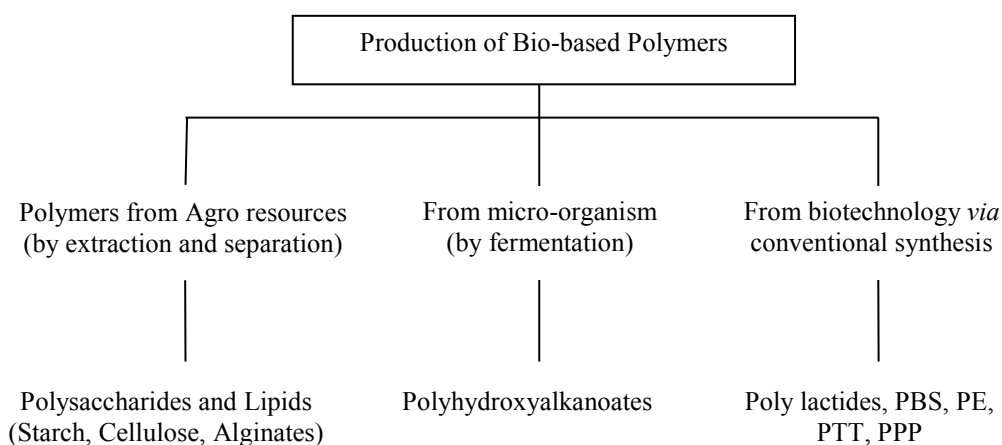 Production of Bio-based Polymers
Polymers from Agro resources
(by extraction and separation)
From micro-organism
(by fermentation)
From biotechnology via
conventional synthesis
Polysaccharides and Lipids
(Starch, Cellulose, Alginates)
Polyhydroxyalkanoates
Poly lactides, PBS, PE,
PTT, PPP